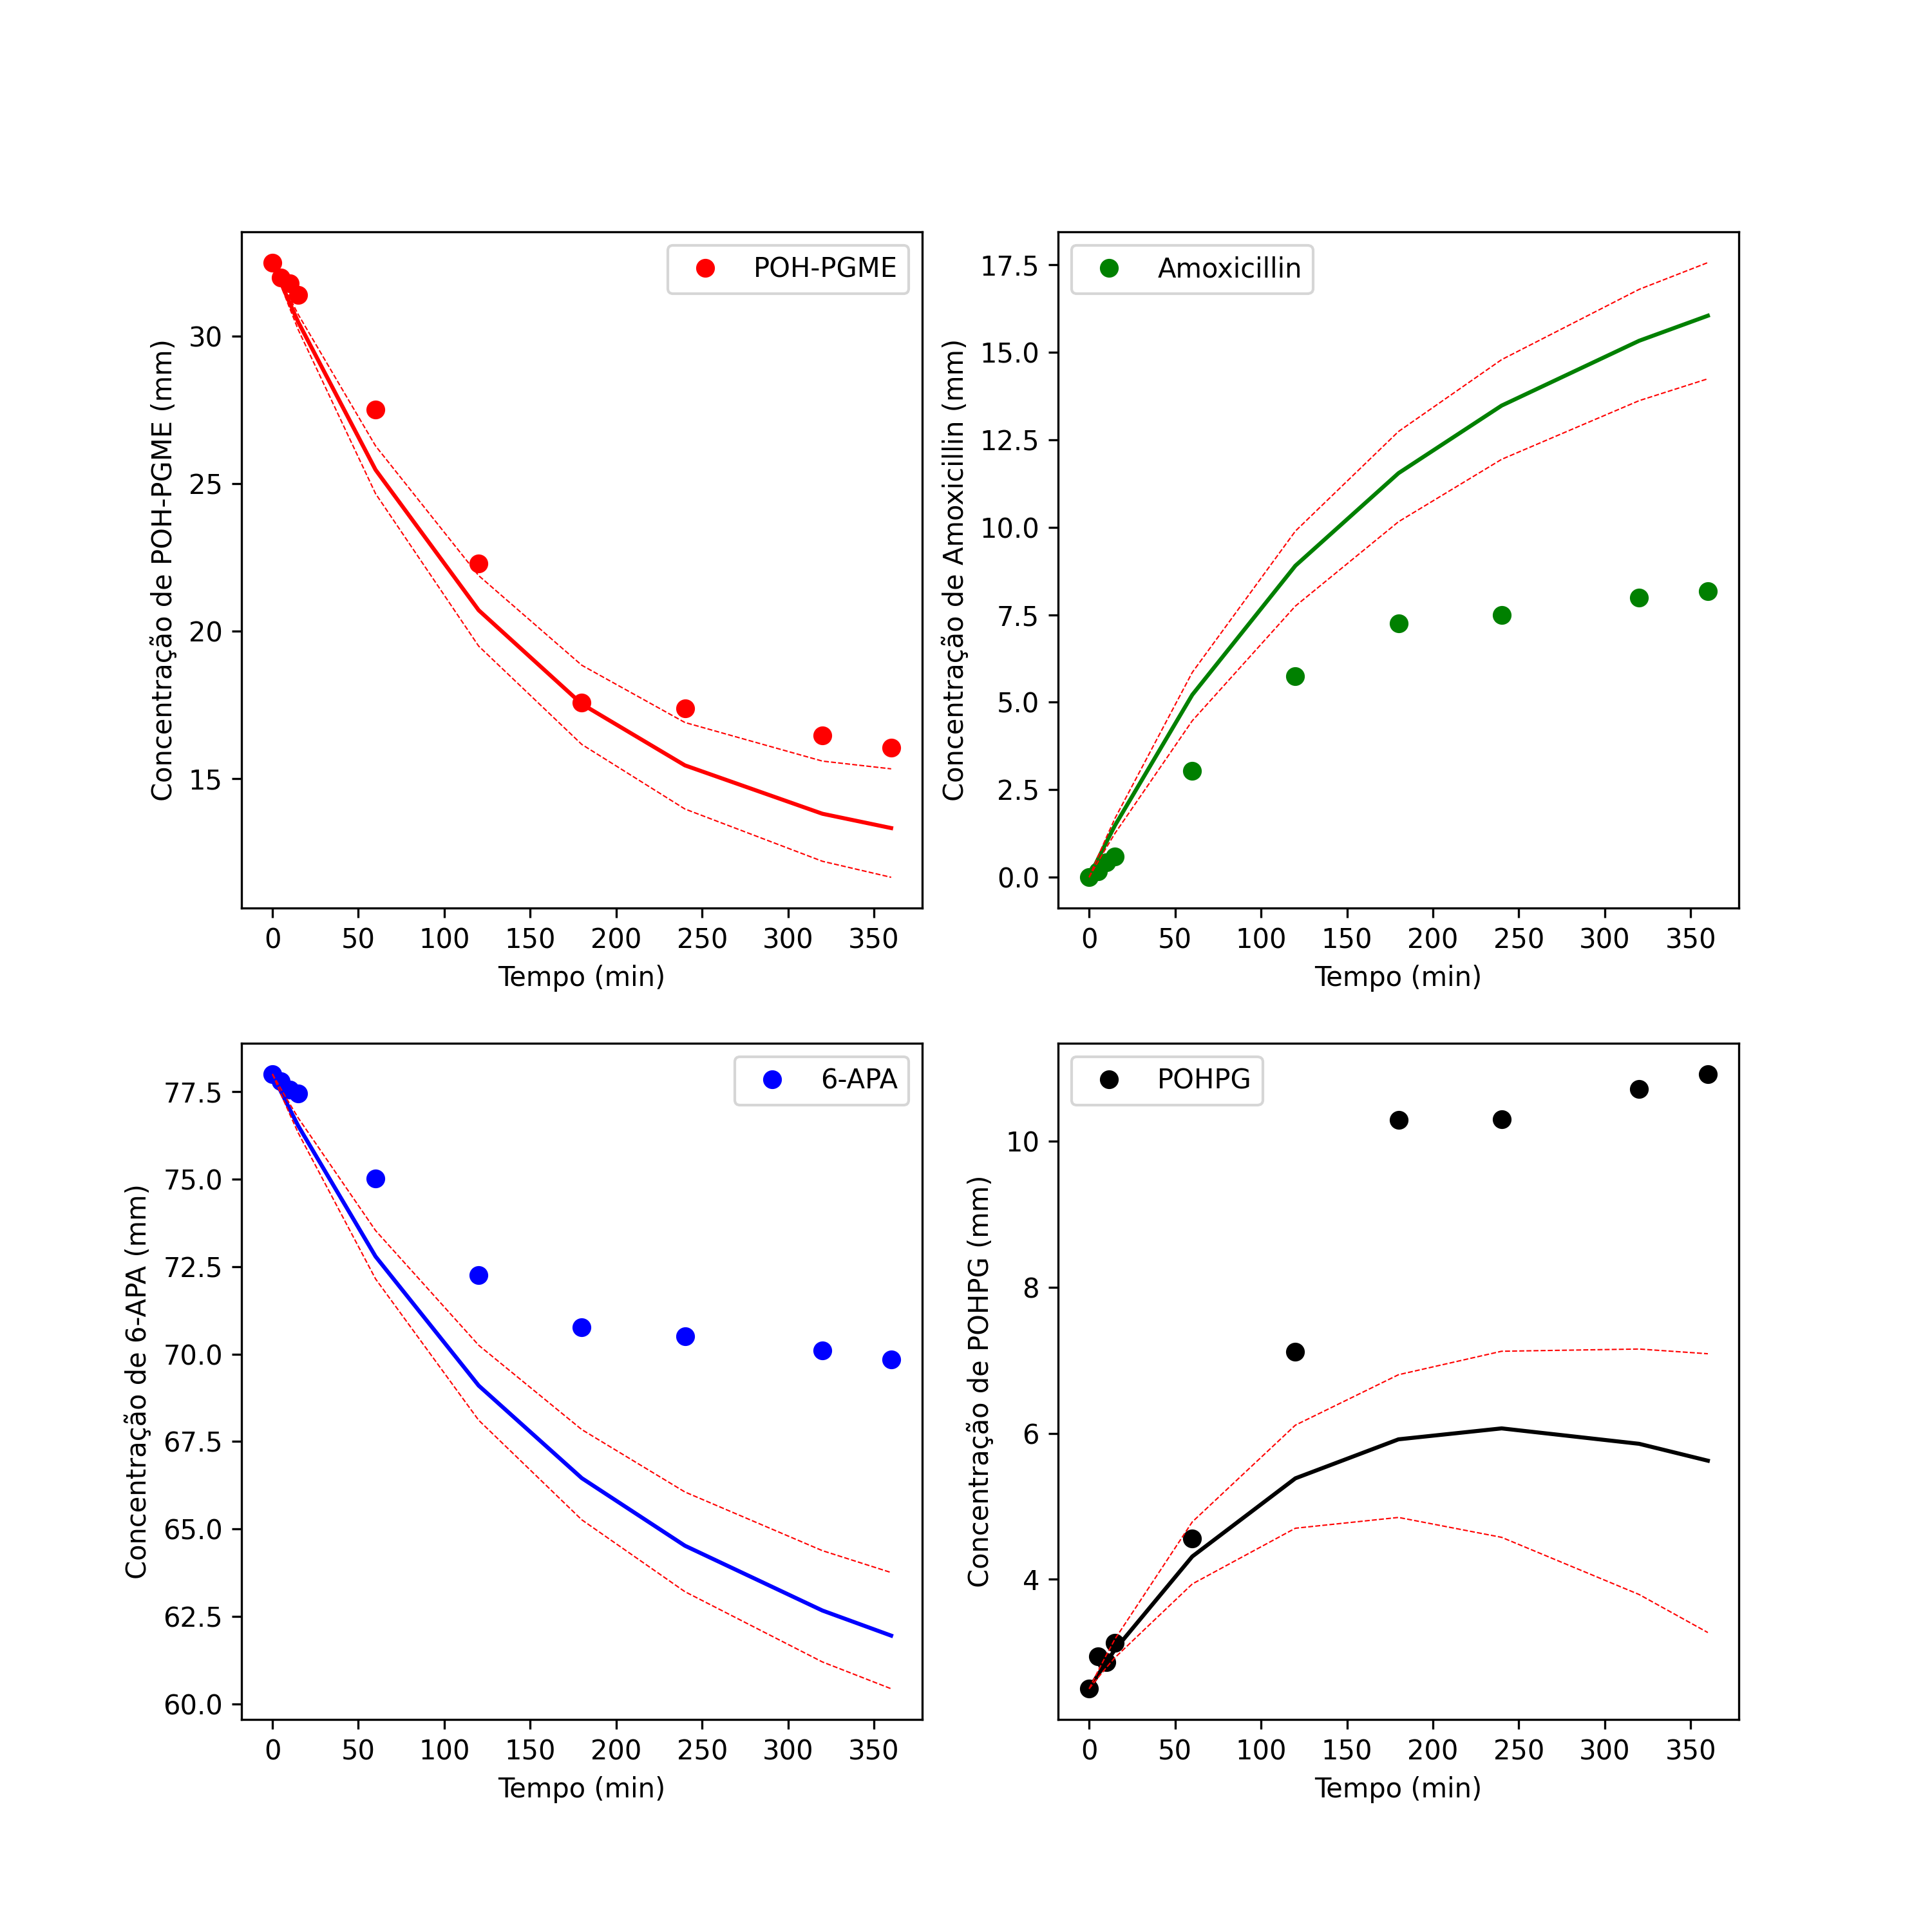 POH-PGME
Concentração de POH-PGME (mm)
30
25
20
15
0 50 100 150 200 250 300 350
Tempo (min)
Amoxicillin
Concentração de Amoxicillin (mm)
17.5
15.0
12.5
10.0
7.5
5.0
2.5
0.0
0 50 100 150 200 250 300 350
Tempo (min)
6-APA
Concentração de 6-APA (mm)
77.5
75.0
72.5
70.0
67.5
65.0
62.5
60.0
0 50 100 150 200 250 300 350
Tempo (min)
POHPG
Concentração de POHPG (mm)
10
8
6
4
0 50 100 150 200 250 300 350
Tempo (min)